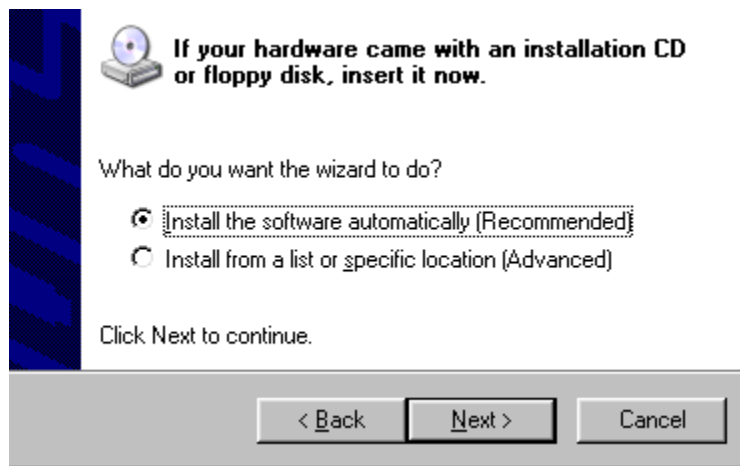 If your hardware came with an installation CD
or floppy disk, insert it now.
What do you want the wizard to do?
Install the software automatically (Recommended)
Install from a list or specific location (Advanced)
Click Next to continue.
< Back Next > Cancel